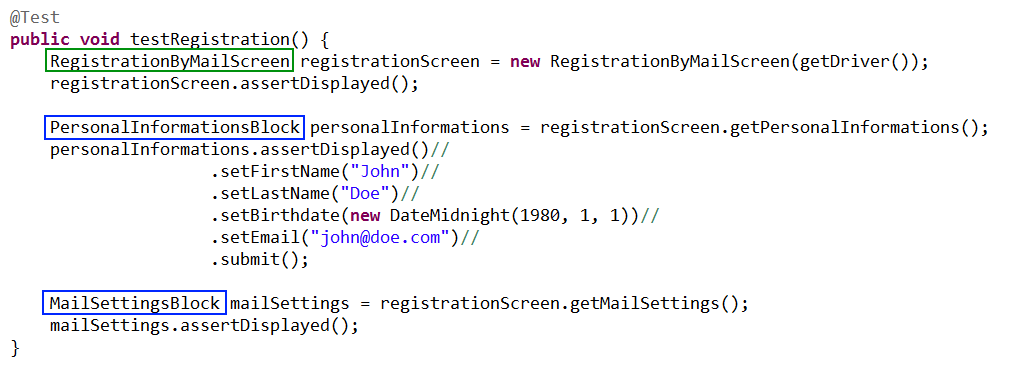 @Test
public void testRegistration() {
    RegistrationByMailScreen registrationScreen = new RegistrationByMailScreen(getDriver());
    registrationScreen.assertDisplayed();

    PersonalInformationsBlock personalInformations = registrationScreen.getPersonalInformations();
    personalInformations.assertDisplayed()//
                    .setFirstName("John")//
                    .setLastName("Doe")//
                    .setBirthdate(new DateMidnight(1980, 1, 1))//
                    .setEmail("john@doe.com")//
                    .submit();

    MailSettingsBlock mailSettings = registrationScreen.getMailSettings();
    mailSettings.assertDisplayed();
}